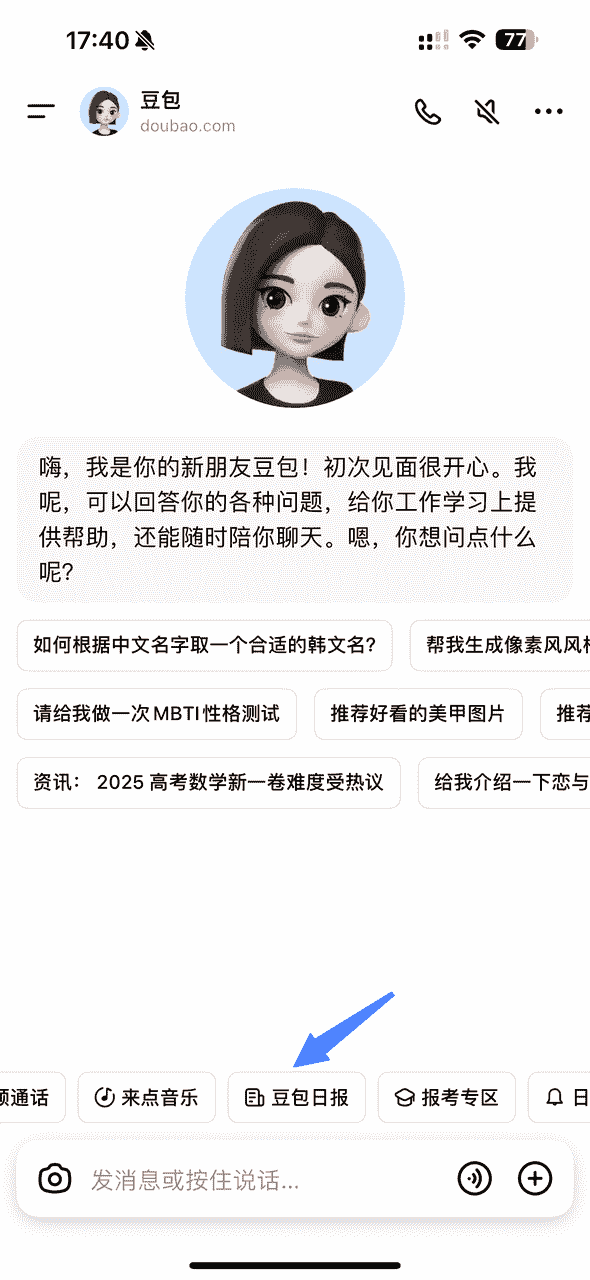 17:40
77
豆包
doubao.com
嗨，我是你的新朋友豆包！初次见面很开心。我
呢，可以回答你的各种问题，给你工作学习上提
供帮助，还能随时陪你聊天。嗯，你想问点什么
呢？
如何根据中文名字取一个合适的韩文名？
帮我生成像素风风
请给我做一次MBTI性格测试
推荐好看的美甲图片
推荐
资讯： 2025 高考数学新一卷难度受热议
给我介绍一下恋与
通话
来点音乐
豆包日报
报考专区
日
发消息或按住说话...